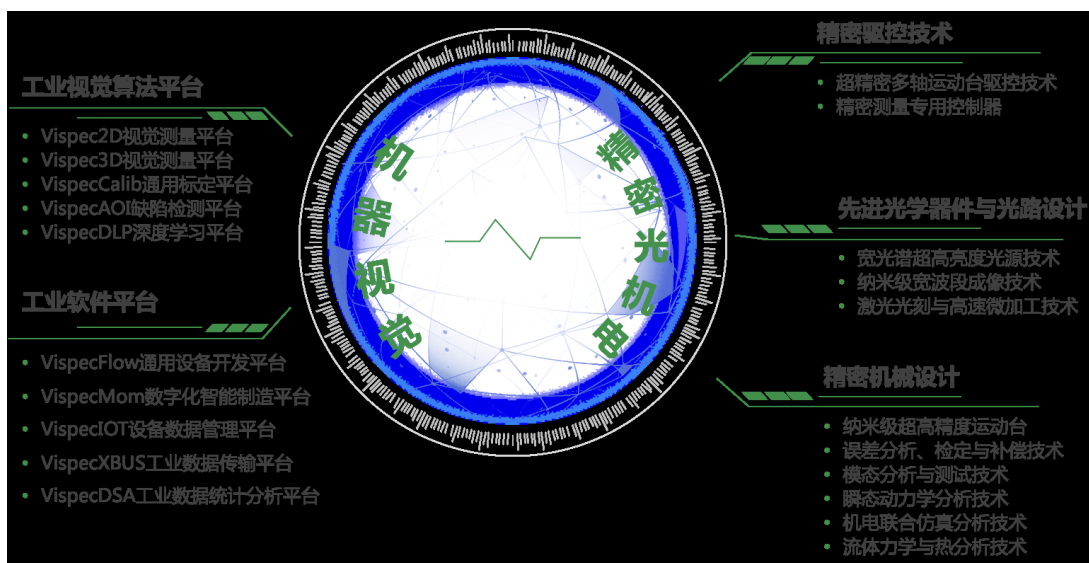 工业视觉算法平台
Vispec2D视觉测量平台
Vispec3D视觉测量平台
VispecCalib通用标定平台
VispecAOI缺陷检测平台
VispecDLP深度学习平台
工业软件平台
VispecFlow通用设备开发平台
VispecMom数字化智能制造平台
VispecIOT设备数据管理平台
VispecXBUS工业数据传输平台
VispecDSA工业数据统计分析平台
机器视觉
精密光机电
精密驱控技术
超精密多轴运动台驱控技术
精密测量专用控制器
先进光学器件与光路设计
宽光谱超高亮度光源技术
纳米级宽波段成像技术
激光光刻与高速微加工技术
精密机械设计
纳米级超高精度运动台
误差分析、检定与补偿技术
模态分析与测试技术
瞬态动力学分析技术
机电联合仿真分析技术
流体力学与热分析技术